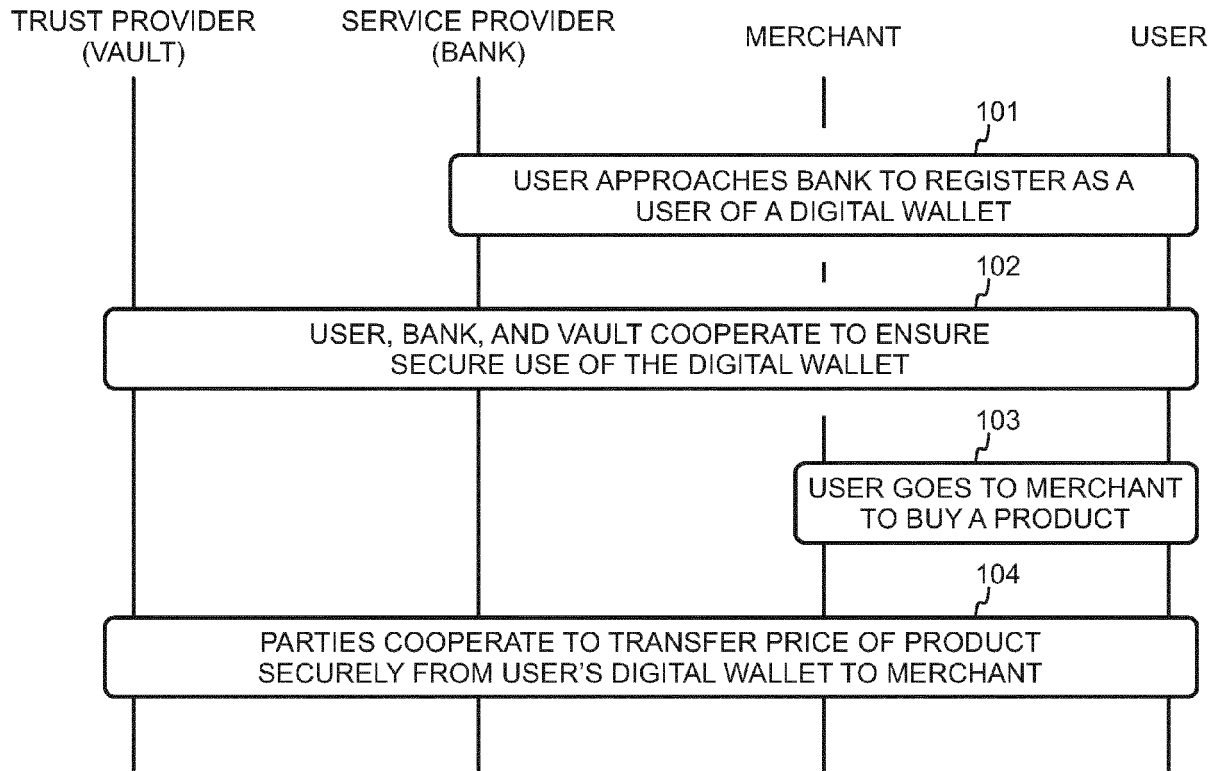 TRUST PROVIDER
(VAULT)
SERVICE PROVIDER
(BANK)
MERCHANT
USER
101
USER APPROACHES BANK TO REGISTER AS A
USER OF A DIGITAL WALLET
102
USER, BANK, AND VAULT COOPERATE TO ENSURE
SECURE USE OF THE DIGITAL WALLET
103
USER GOES TO MERCHANT
TO BUY A PRODUCT
104
PARTIES COOPERATE TO TRANSFER PRICE OF PRODUCT
SECURELY FROM USER'S DIGITAL WALLET TO MERCHANT